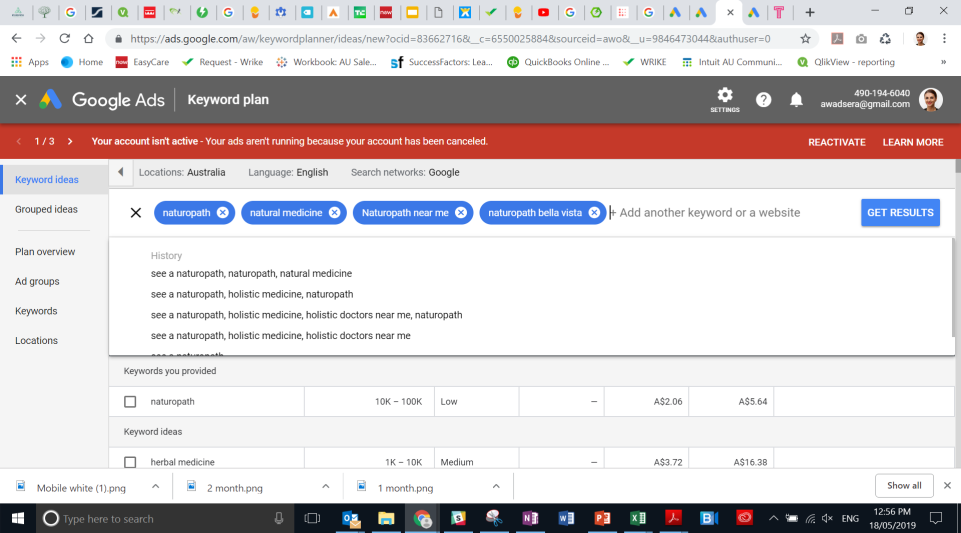 https://ads.google.com/aw/keywordplanner/ideas/new?ocid=83662716&__c=6550025884&sourceid=awo&__u=9846473044&authuser=0
Apps Home EasyCare Request - Wrike Workbook: AU Sale... SuccessFactors: Lea... QuickBooks Online ... WRIKE Intuit AU Communi... QlikView - reporting »
Google Ads Keyword plan SETTINGS 490-194-6040
awadsera@gmail.com
1 / 3 Your account isn't active - Your ads aren't running because your account has been canceled. REACTIVATE LEARN MORE
Keyword ideas
Grouped ideas
Plan overview
Ad groups
Keywords
Locations
Locations: Australia Language: English Search networks: Google
naturopath natural medicine Naturopath near me naturopath bella vista + Add another keyword or a website GET RESULTS
History
see a naturopath, naturopath, natural medicine
see a naturopath, holistic medicine, naturopath
see a naturopath, holistic medicine, holistic doctors near me, naturopath
see a naturopath, holistic medicine, holistic doctors near me
see a naturopath
Keywords you provided
naturopath 10K – 100K Low – A$2.06 A$5.64
Keyword ideas
herbal medicine 1K – 10K Medium – A$3.72 A$16.38
Mobile white (1).png 2 month.png 1 month.png Show all
Type here to search ENG 12:56 PM
18/05/2019